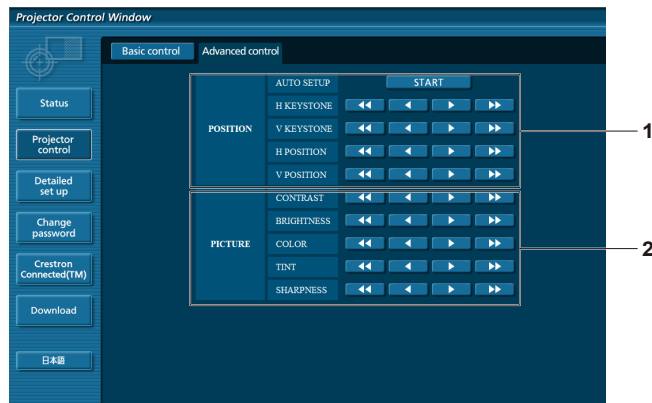 Projector Control Window
Basic control
Advanced control
Status
Projector
control
Detailed
set up
Change
password
Crestron
Connected(TM)
Download
日本語
POSITION
AUTO SETUP START
H KEYSTONE
V KEYSTONE
H POSITION
V POSITION
PICTURE
CONTRAST
BRIGHTNESS
COLOR
TINT
SHARPNESS
1
2